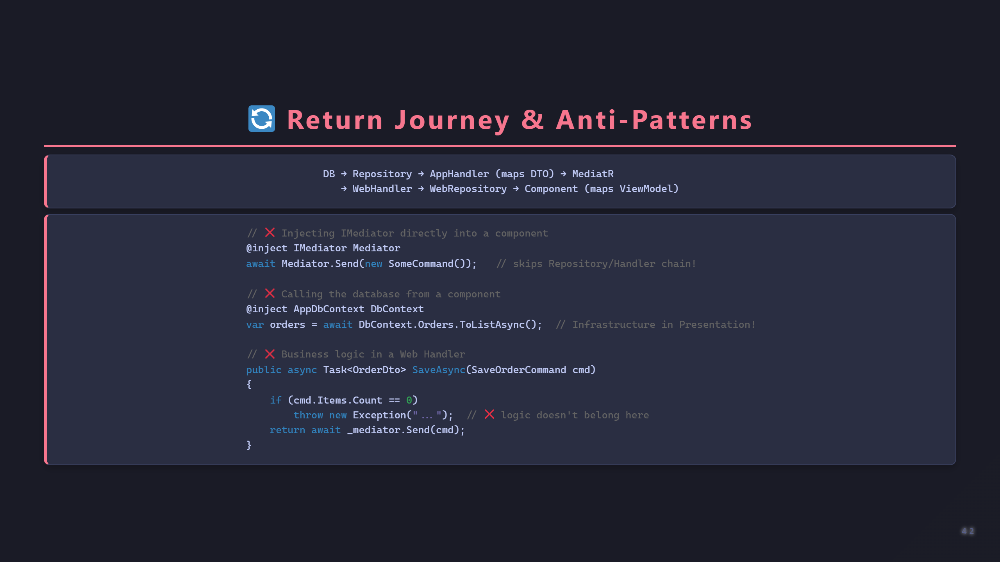 🔄 Return Journey & Anti-Patterns
DB → Repository → AppHandler (maps DTO) → MediatR
   → WebHandler → WebRepository → Component (maps ViewModel)
// ❌ Injecting IMediator directly into a component
@inject IMediator Mediator
await Mediator.Send(new SomeCommand());   // skips Repository/Handler chain!
// ❌ Calling the database from a component
@inject AppDbContext DbContext
var orders = await DbContext.Orders.ToListAsync();  // Infrastructure in Presentation!
// ❌ Business logic in a Web Handler
public async Task<OrderDto> SaveAsync(SaveOrderCommand cmd)
{
    if (cmd.Items.Count == 0)
        throw new Exception("...");  // ❌ logic doesn't belong here
    return await _mediator.Send(cmd);
}
42